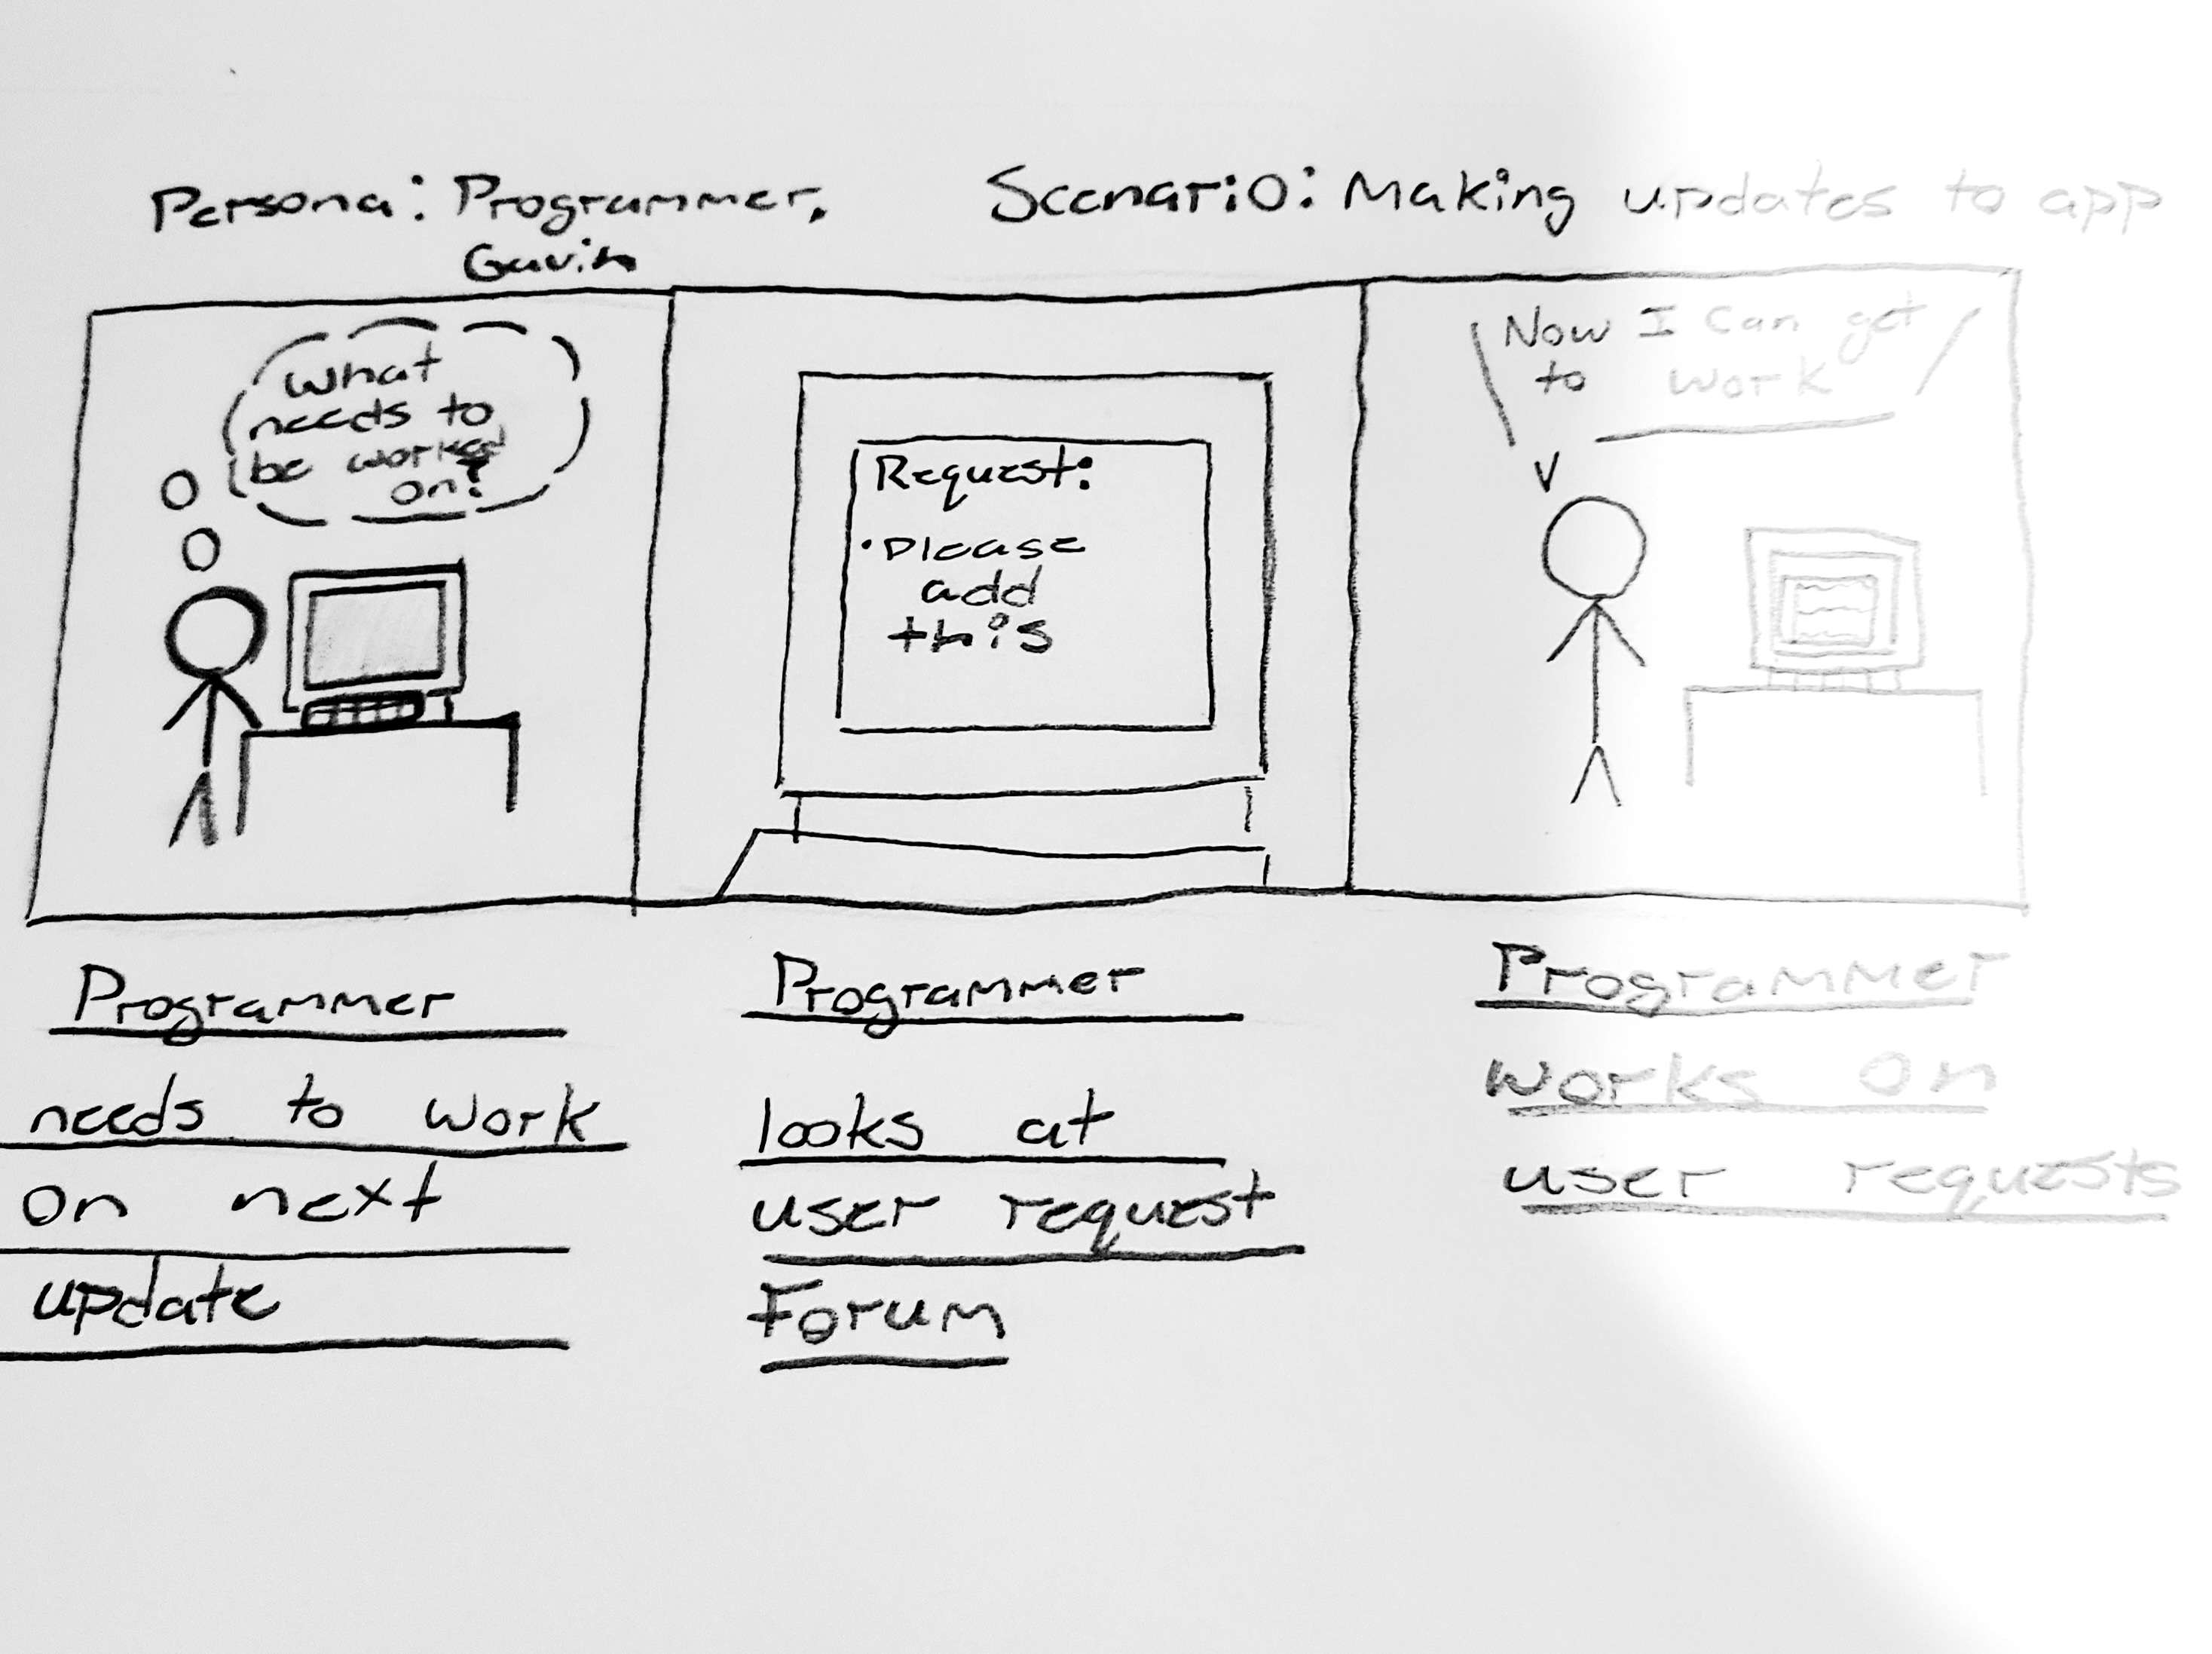 Persona: Programmer, Scenario: Making updates to app
Gavin
What
needs to
be worked
on?
Request:
• Please
add
this
Now I can get
to work
Programmer
needs to work
on next
update
Programmer
looks at
user request
Forum
Programmer
works on
user requests